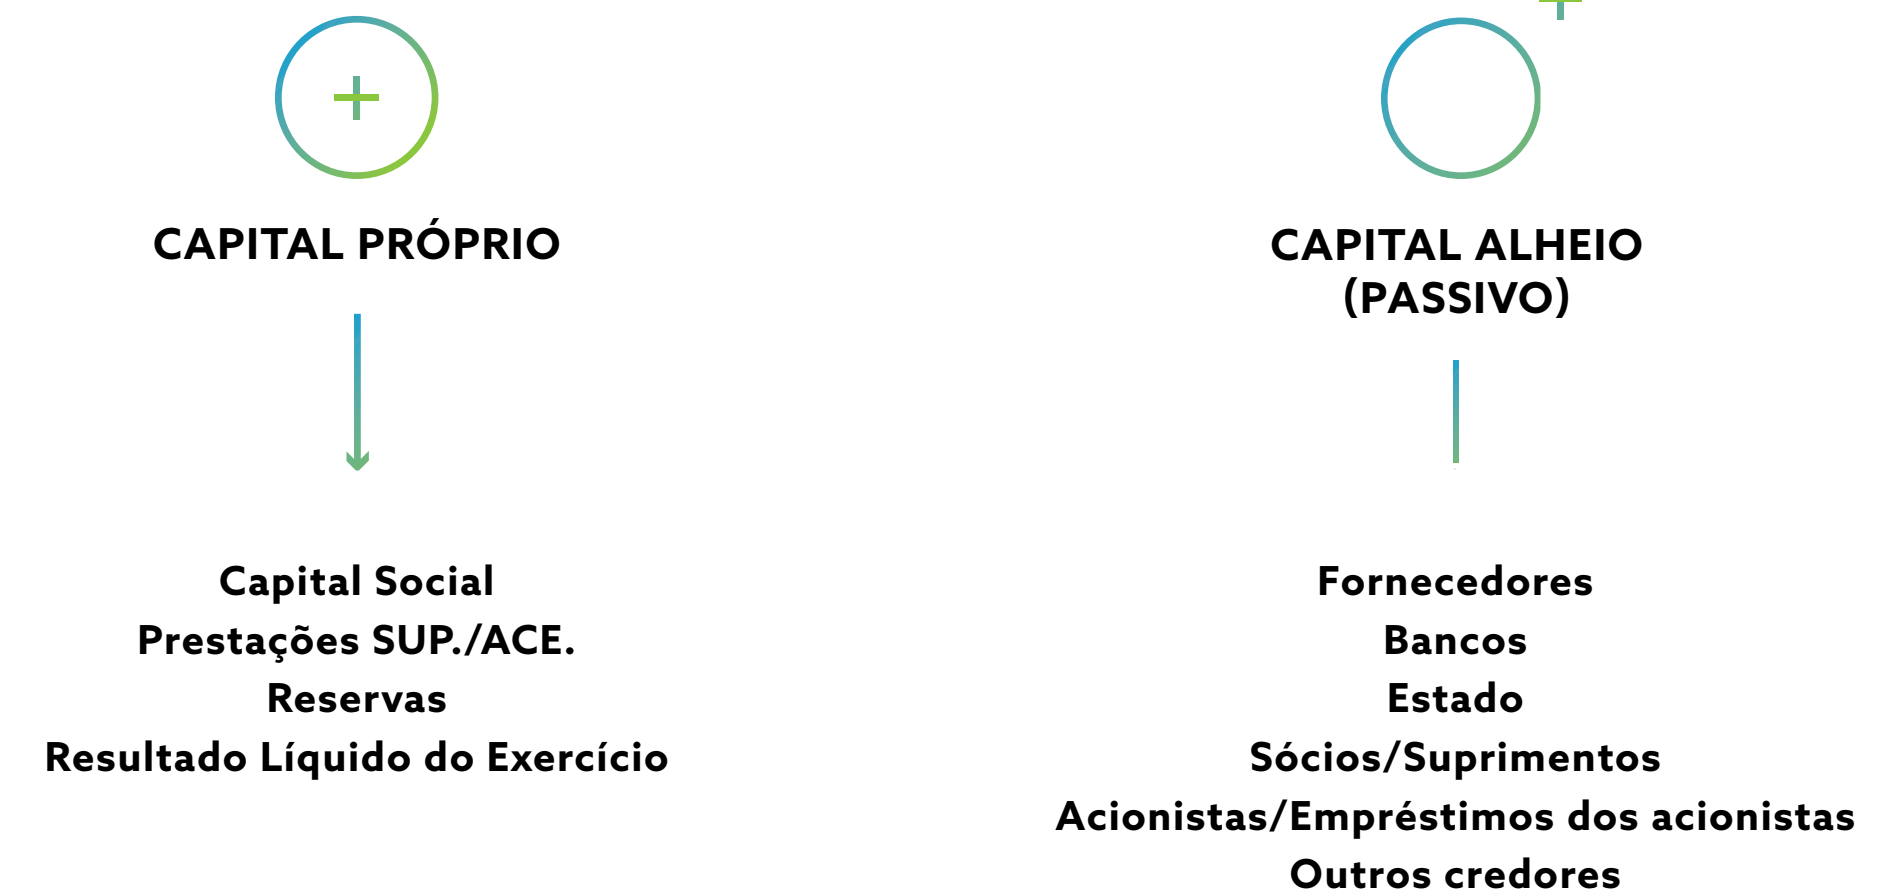 CAPITAL PRÓPRIO
Capital Social
Prestações SUP./ACE.
Reservas
Resultado Líquido do Exercício
CAPITAL ALHEIO
(PASSIVO)
Fornecedores
Bancos
Estado
Sócios/Suprimentos
Acionistas/Empréstimos dos acionistas
Outros credores